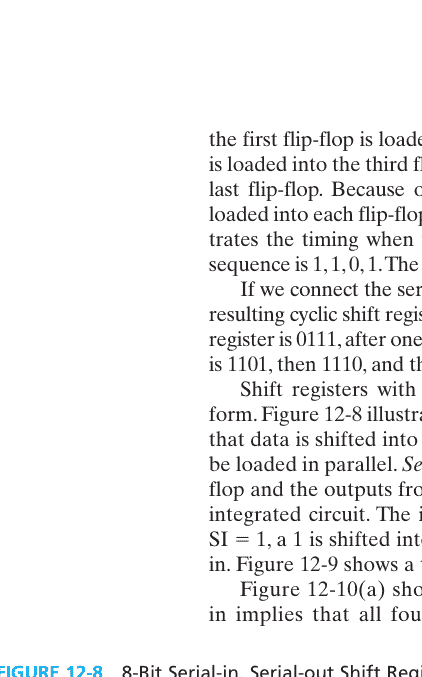 the first flip-flop is loade
is loaded into the third f
last flip-flop. Because o
loaded into each flip-flop
trates the timing when
sequence is 1, 1, 0, 1. The
If we connect the ser
resulting cyclic shift regis
register is 0111, after one
is 1101, then 1110, and th
Shift registers with
form. Figure 12-8 illustra
that data is shifted into
be loaded in parallel. Se
flop and the outputs fro
integrated circuit. The i
SI = 1, a 1 is shifted int
in. Figure 12-9 shows a
Figure 12-10(a) sho
in implies that all fou
FIGURE 12-8 8-Bit Serial-in, Serial-out Shift Regi